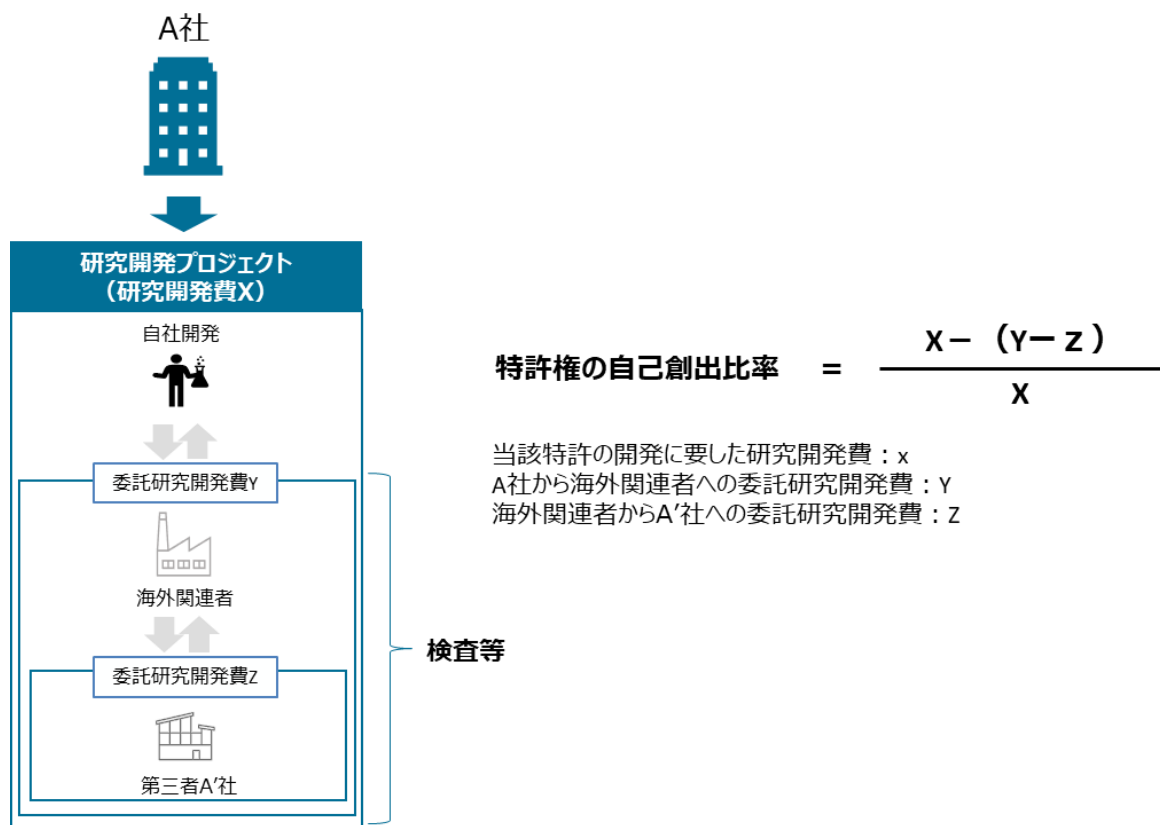 A社
研究開発プロジェクト
(研究開発費X)
自社開発
委託研究開発費Y
海外関連者
委託研究開発費Z
第三者A’社
検査等
特許権の自己創出比率 =
X- (Y-Z)
X
当該特許の開発に要した研究開発費:x
A社から海外関連者への委託研究開発費:Y
海外関連者からA’社への委託研究開発費:Z